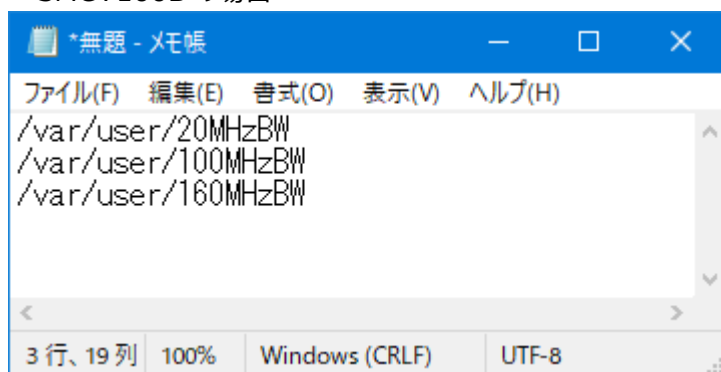 *無題 - メモ帳
ファイル(F) 編集(E) 書式(O) 表示(V) ヘルプ(H)
/var/user/20MHzBW
/var/user/100MHzBW
/var/user/160MHzBW
3 行、19 列 100% Windows (CRLF) UTF-8